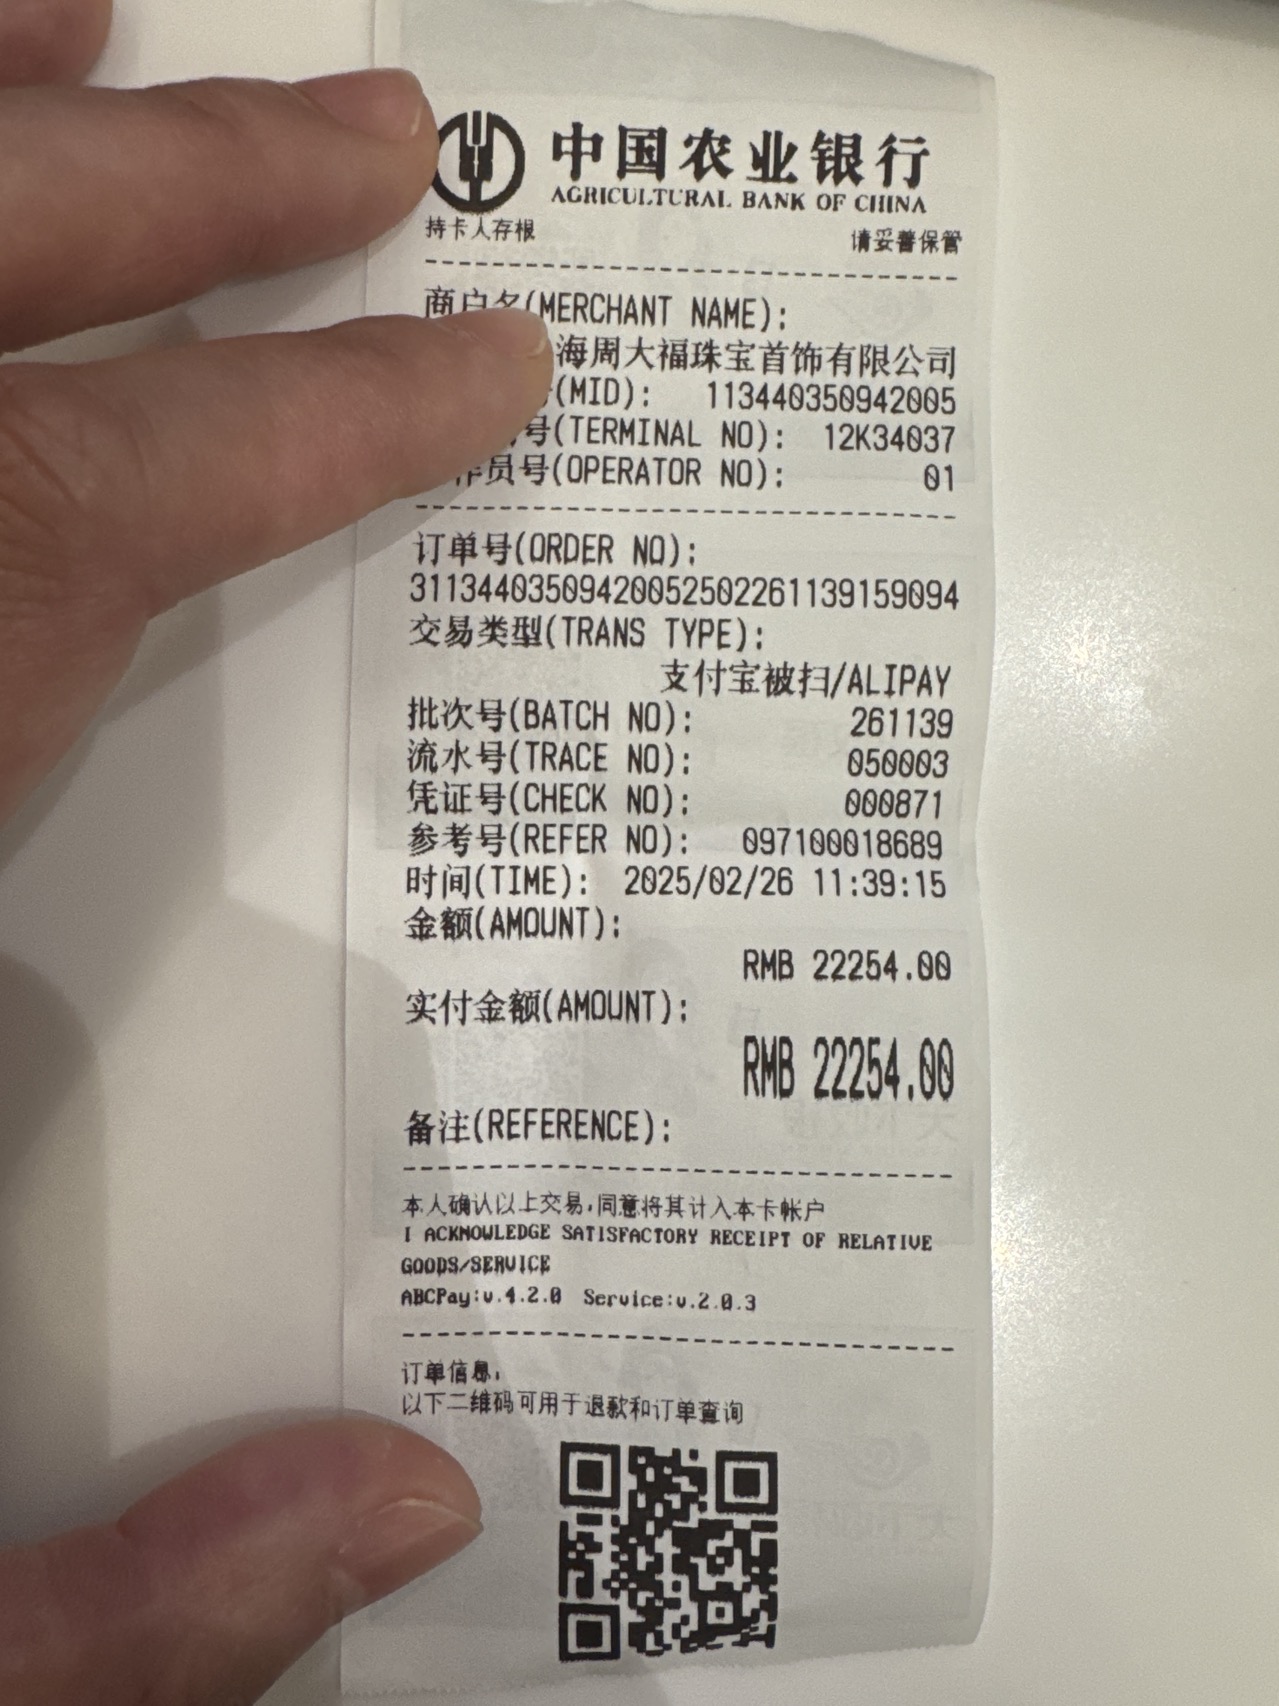 中国农业银行
AGRICULTURAL BANK OF CHINA
持卡人存根 请妥善保管
商户名(MERCHANT NAME):
海周大福珠宝首饰有限公司
(MID): 113440350942005
号(TERMINAL NO): 12K34037
作员号(OPERATOR NO): 01
订单号(ORDER NO):
31134403509420052502261139159094
交易类型(TRANS TYPE):
支付宝被扫/ALIPAY
批次号(BATCH NO): 261139
流水号(TRACE NO): 050003
凭证号(CHECK NO): 000871
参考号(REFER NO): 097100018689
时间(TIME): 2025/02/26 11:39:15
金额(AMOUNT):
RMB 22254.00
实付金额(AMOUNT):
RMB 22254.00
备注(REFERENCE):
本人确认以上交易,同意将其计入本卡帐户
I ACKNOWLEDGE SATISFACTORY RECEIPT OF RELATIVE
GOODS/SERVICE
ABCPay:v.4.2.0 Service:v.2.0.3
订单信息:
以下二维码可用于退款和订单查询